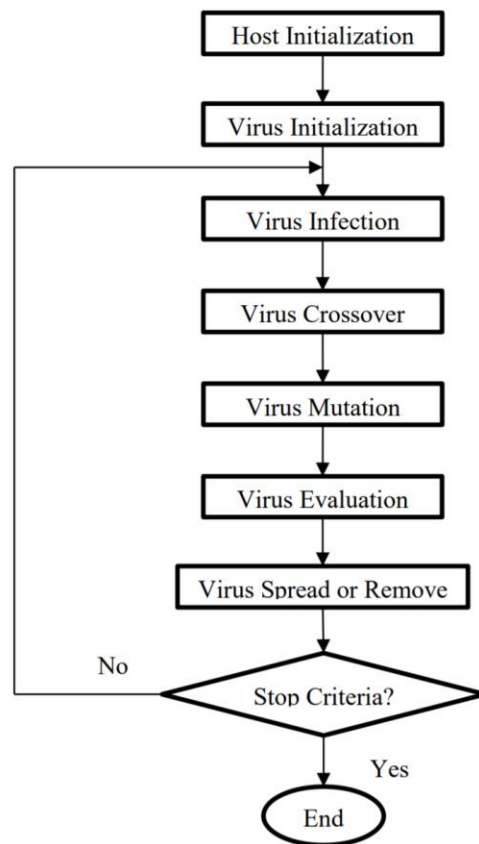 Host Initialization
Virus Initialization
Virus Infection
Virus Crossover
Virus Mutation
Virus Evaluation
Virus Spread or Remove
No
Stop Criteria?
Yes
End